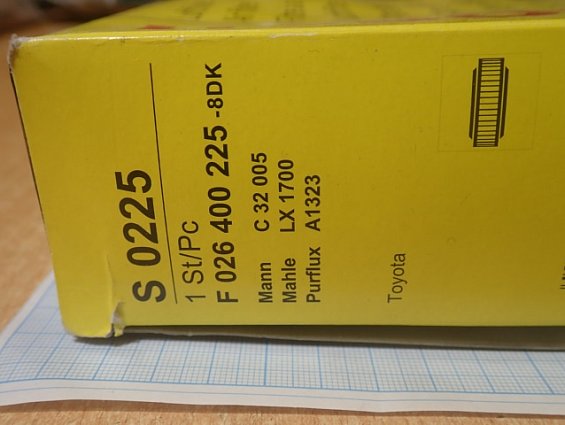 S 0225
1 St/Pc
F 026 400 225 -8DK
Mann C 32 005
Mahle LX 1700
Purflux A1323
Toyota